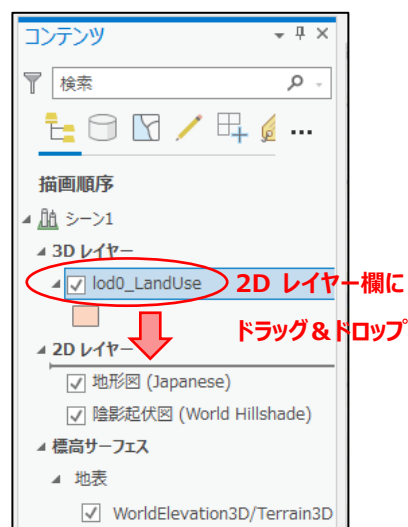 コンテンツ
検索
描画順序
シーン1
3D レイヤー
lod0_LandUse
2D レイヤー欄に
ドラッグ＆ドロップ
2D レイヤー
地形図 (Japanese)
陰影起伏図 (World Hillshade)
標高サーフェス
地表
WorldElevation3D/Terrain3D